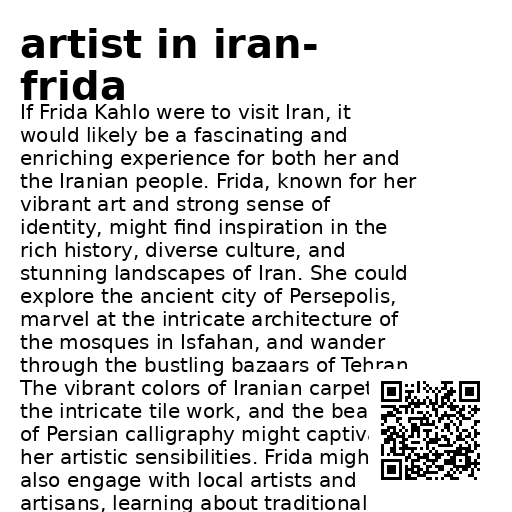 artist in iran-
frida
If Frida Kahlo were to visit Iran, it
would likely be a fascinating and
enriching experience for both her and
the Iranian people. Frida, known for her
vibrant art and strong sense of
identity, might find inspiration in the
rich history, diverse culture, and
stunning landscapes of Iran. She could
explore the ancient city of Persepolis,
marvel at the intricate architecture of
the mosques in Isfahan, and wander
through the bustling bazaars of Tehran
The vibrant colors of Iranian carpet
the intricate tile work, and the bea
of Persian calligraphy might captiv
her artistic sensibilities. Frida migh
also engage with local artists and
artisans, learning about traditional